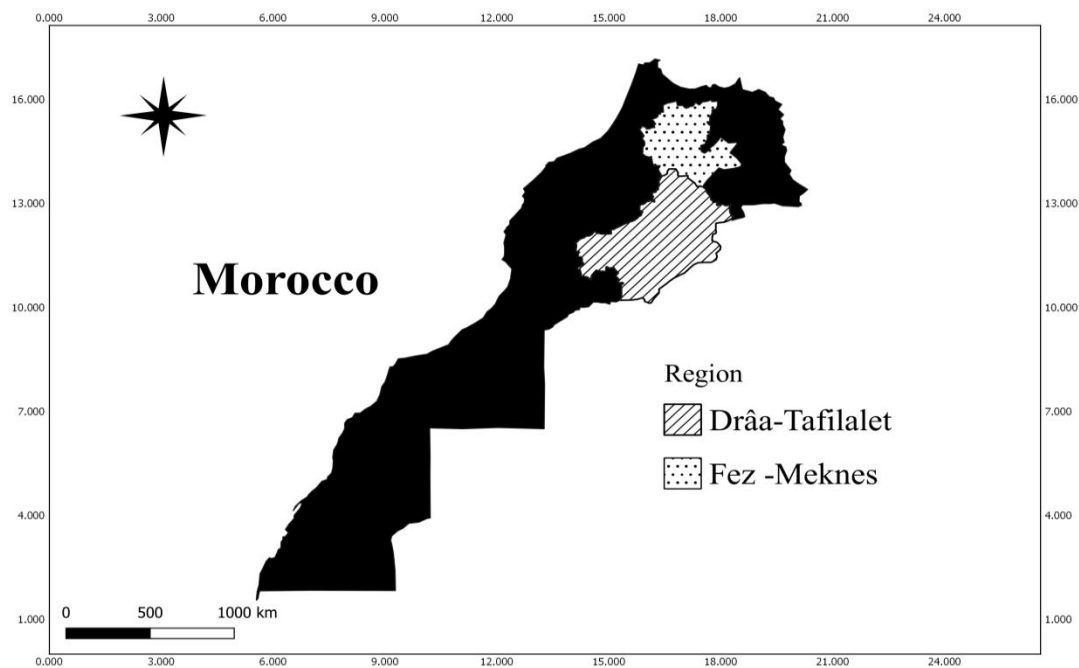 0.000 3.000 6.000 9.000 12.000 15.000 18.000 21.000 24.000
16.000 16.000
13.000 13.000
Morocco
10.000 10.000
Region
7.000 Drâa-Tafilalet 7.000
Fez -Meknes
4.000 4.000
0 500 1000 km
1.000 1.000
0.000 3.000 6.000 9.000 12.000 15.000 18.000 21.000 24.000